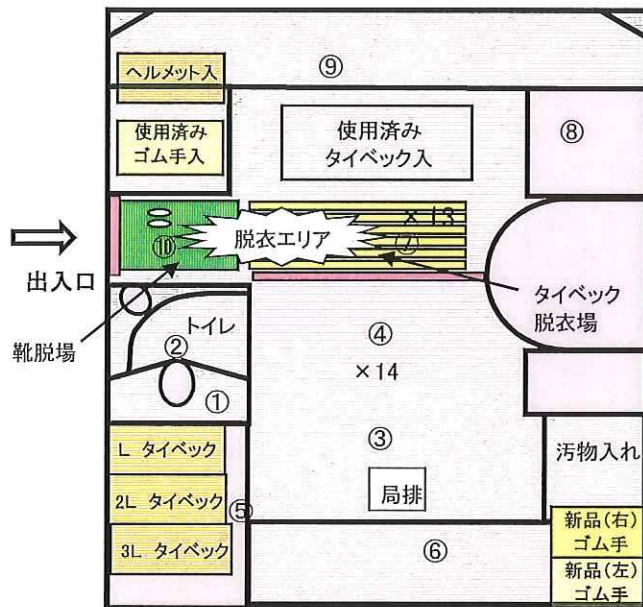 ⑨
ヘルメット入
使用済み
ゴム手入
使用済み
タイベック入
⑧
×13
⑩
脱衣エリア
⑦
出入口
タイベック
脱衣場
靴脱場
トイレ
②
①
④
×14
③
局排
汚物入れ
L タイベック
2L タイベック
3L タイベック
⑤
⑥
新品(右)
ゴム手
新品(左)
ゴム手